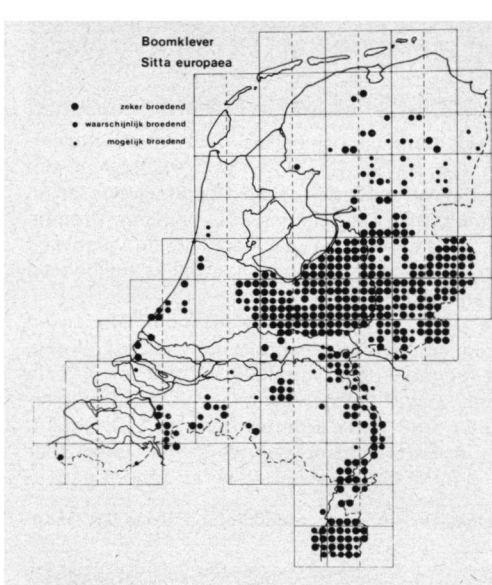 Boomklever
Sitta europaea
zeker broedend
waarschijnlijk broedend
mogelijk broedend